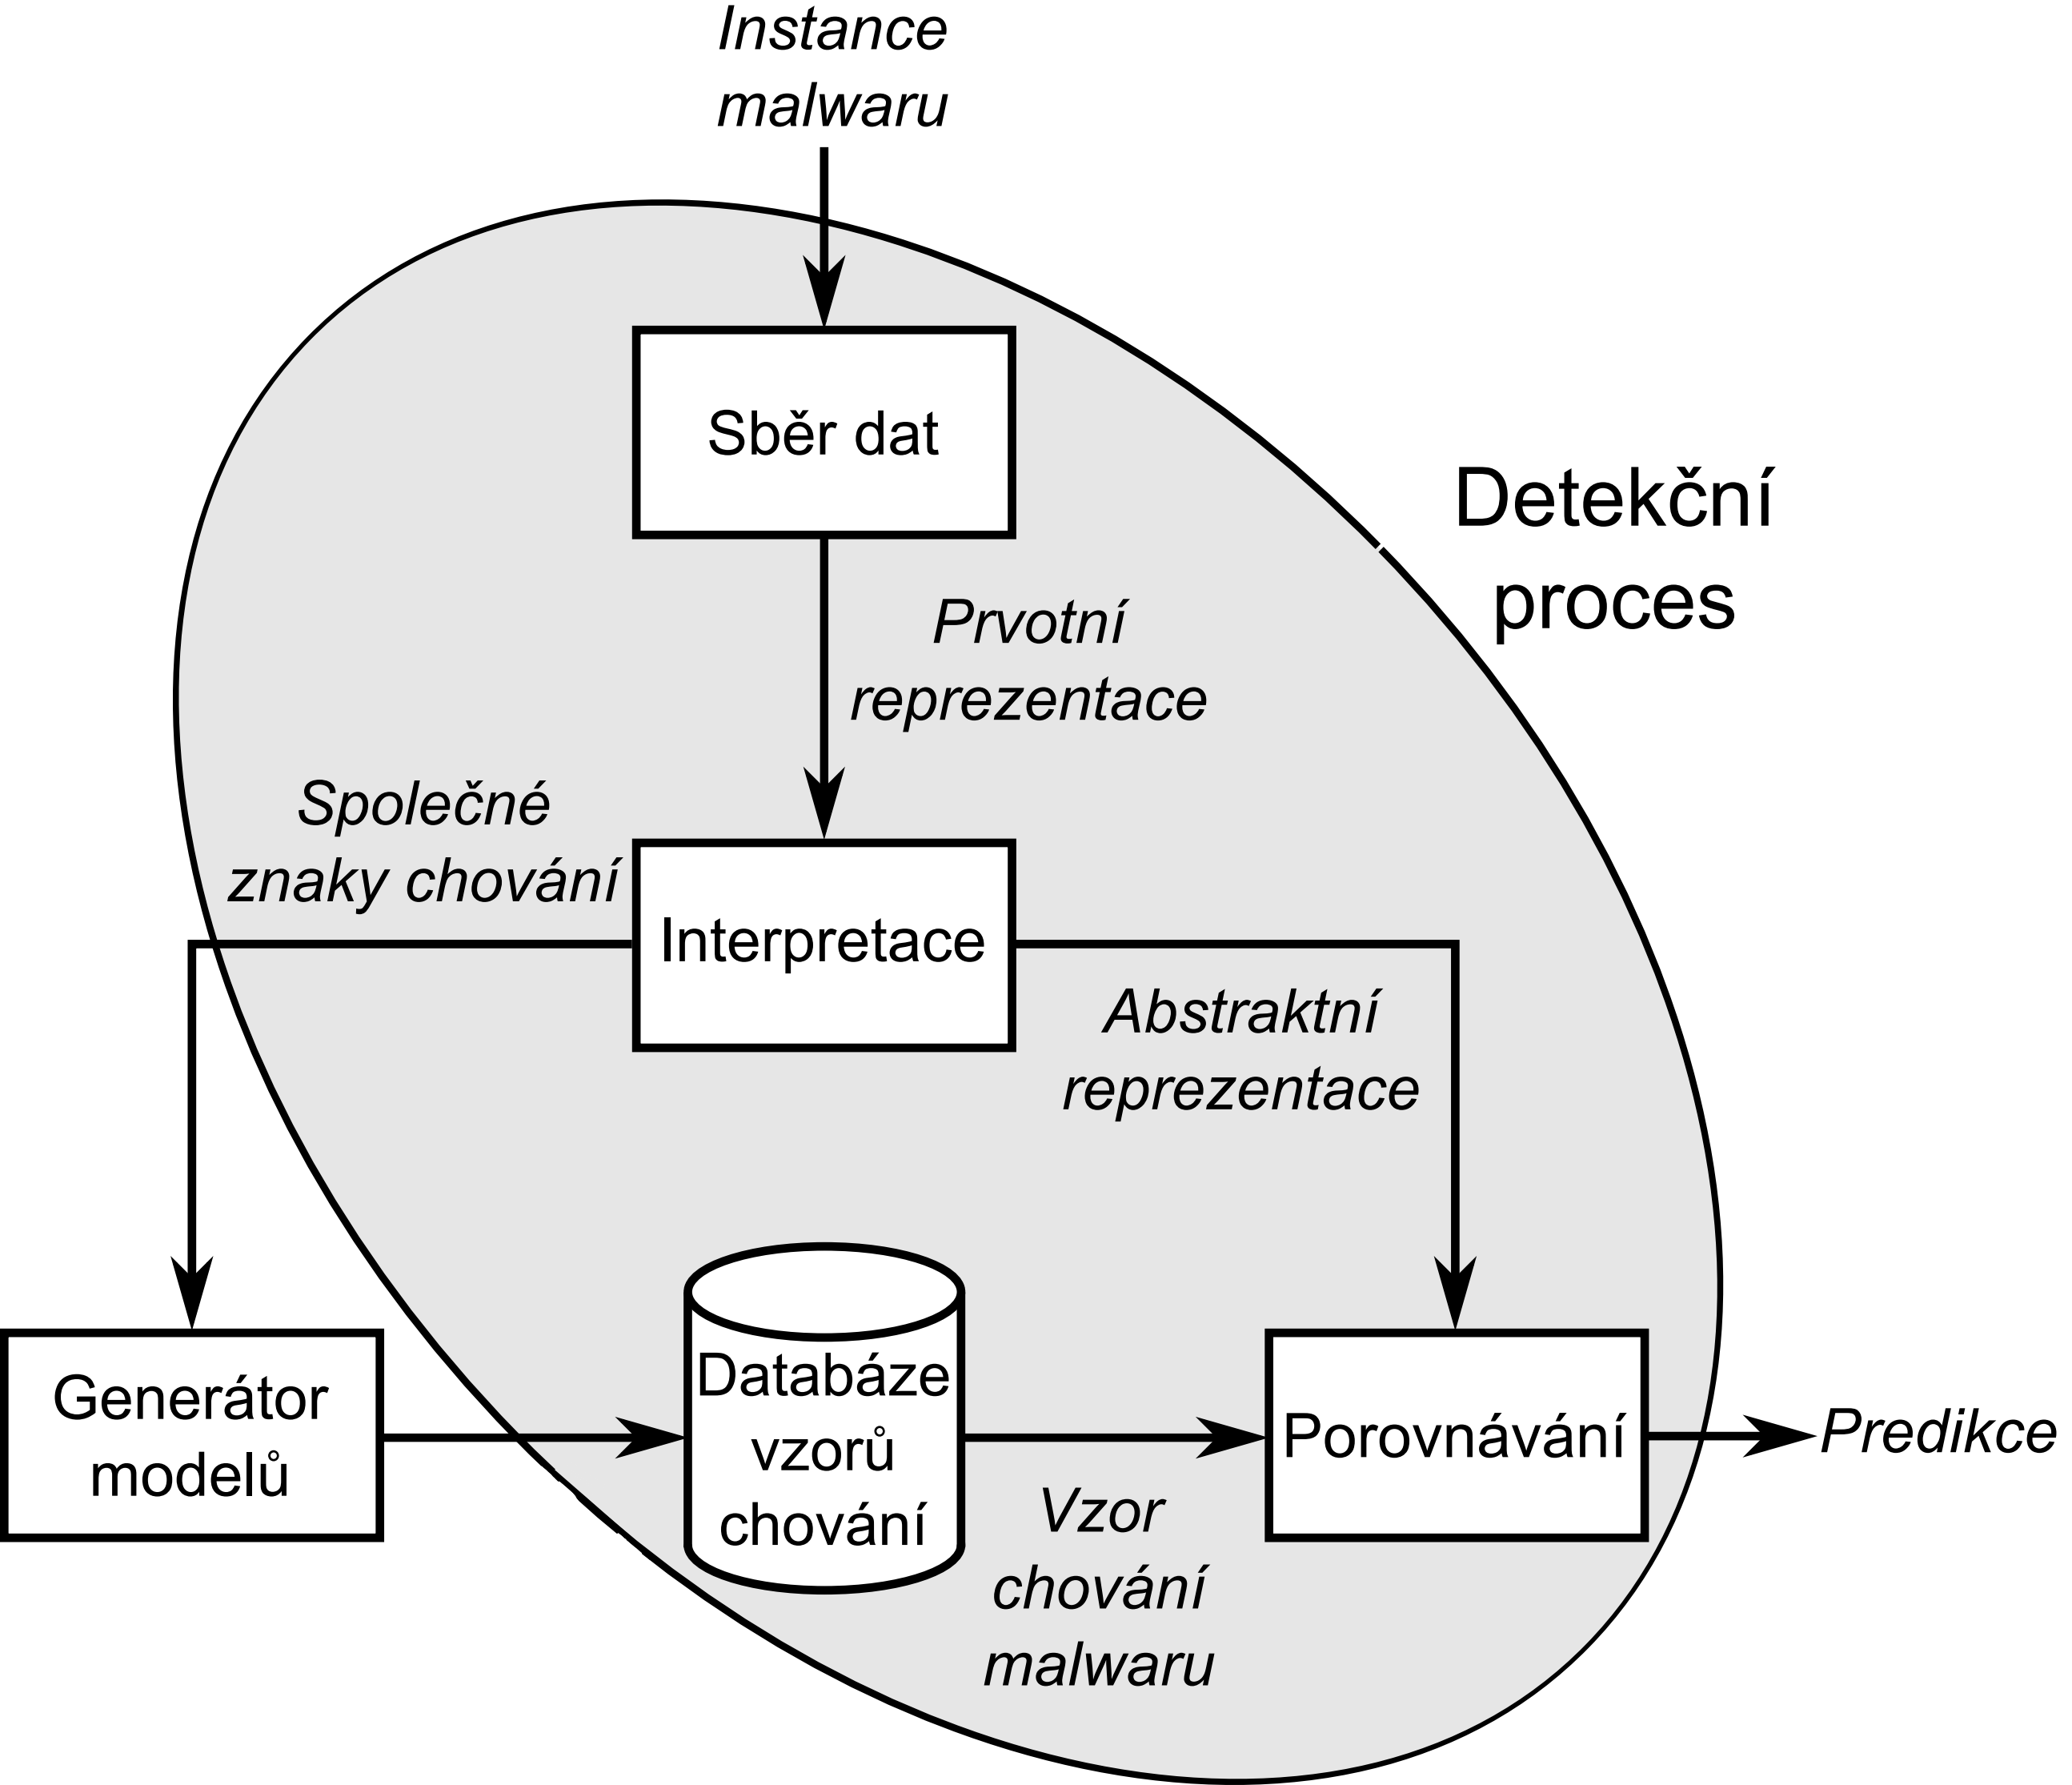 Instance
malwaru
Sběr dat
Detekční
proces
Prvotní
reprezentace
Společné
znaky chování
Interpretace
Abstraktní
reprezentace
Generátor
modelů
Databáze
vzorů
chování
Vzor
chování
malwaru
Porovnávaní
Predikce